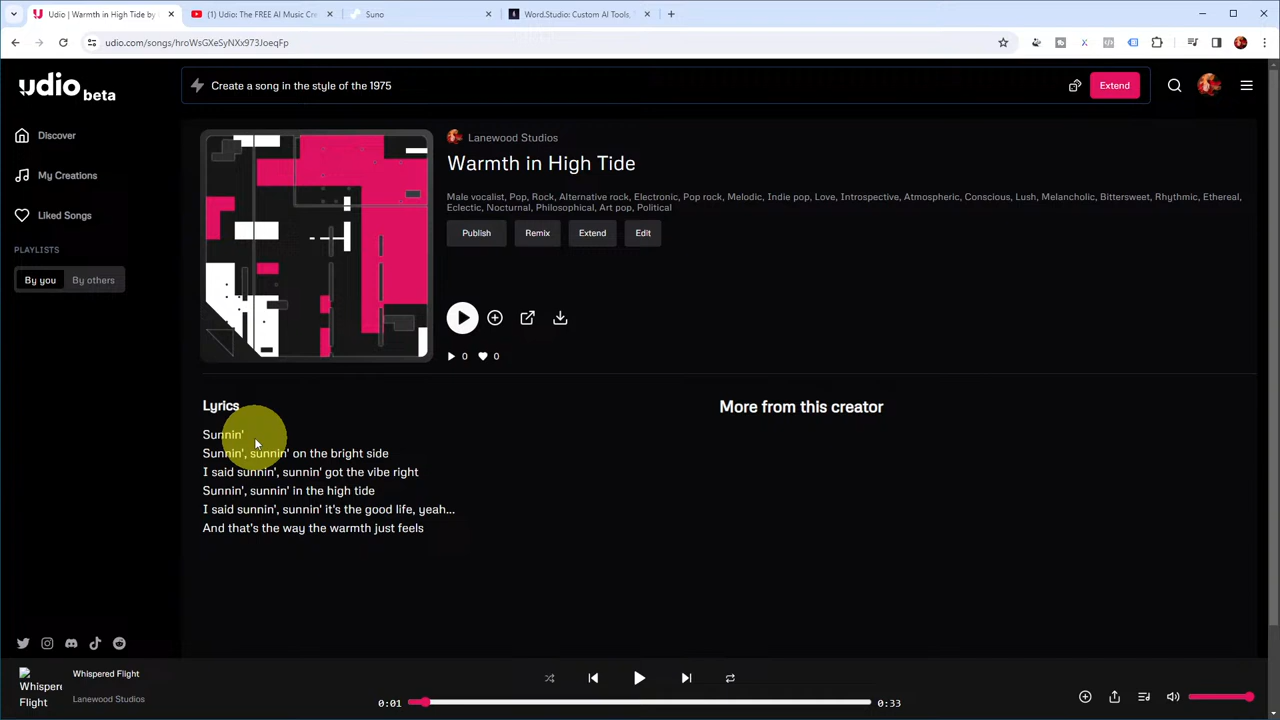 Udio | Warmth in High Tide by
(1) Udio: The FREE AI Music Cre
Suno
Word.Studio: Custom AI Tools,
udio.com/songs/hroWsGXeSyNXx973JoeqFp
udio beta
Create a song in the style of the 1975
Extend
Discover
My Creations
Liked Songs
PLAYLISTS
By you
By others
Lanewood Studios
Warmth in High Tide
Male vocalist, Pop, Rock, Alternative rock, Electronic, Pop rock, Melodic, Indie pop, Love, Introspective, Atmospheric, Conscious, Lush, Melancholic, Bittersweet, Rhythmic, Ethereal,
Eclectic, Nocturnal, Philosophical, Art pop, Political
Publish
Remix
Extend
Edit
0
0
Lyrics
More from this creator
Sunnin'
Sunnin', sunnin' on the bright side
I said sunnin', sunnin' got the vibe right
Sunnin', sunnin' in the high tide
I said sunnin', sunnin' it's the good life, yeah...
And that's the way the warmth just feels
Whispered
Flight
Whispered Flight
Lanewood Studios
0:01
0:33